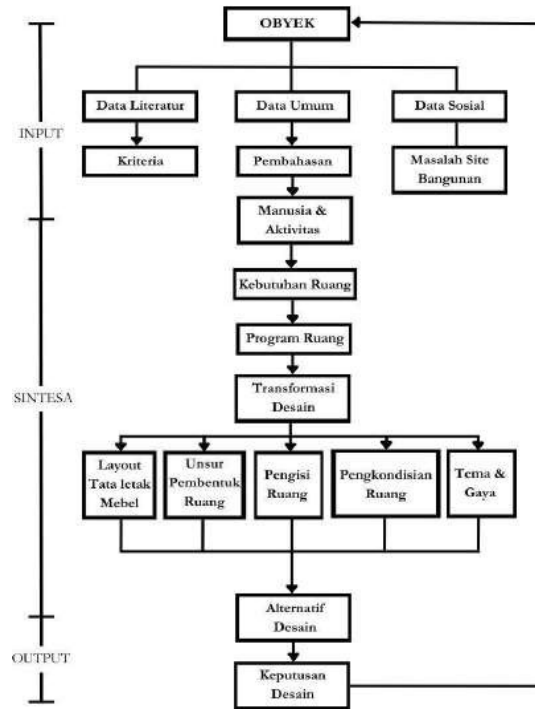 OBYEK
Data Literatur
Data Umum
Data Sosial
INPUT
Kriteria
Pembahasan
Masalah Site
Bangunan
Manusia &
Aktivitas
Kebutuhan Ruang
Program Ruang
Transformasi
Desain
SINTESA
Layout
Tata letak
Mebel
Unsur
Pembentuk
Ruang
Pengisi
Ruang
Pengkondisian
Ruang
Tema &
Gaya
Alternatif
Desain
OUTPUT
Keputusan
Desain